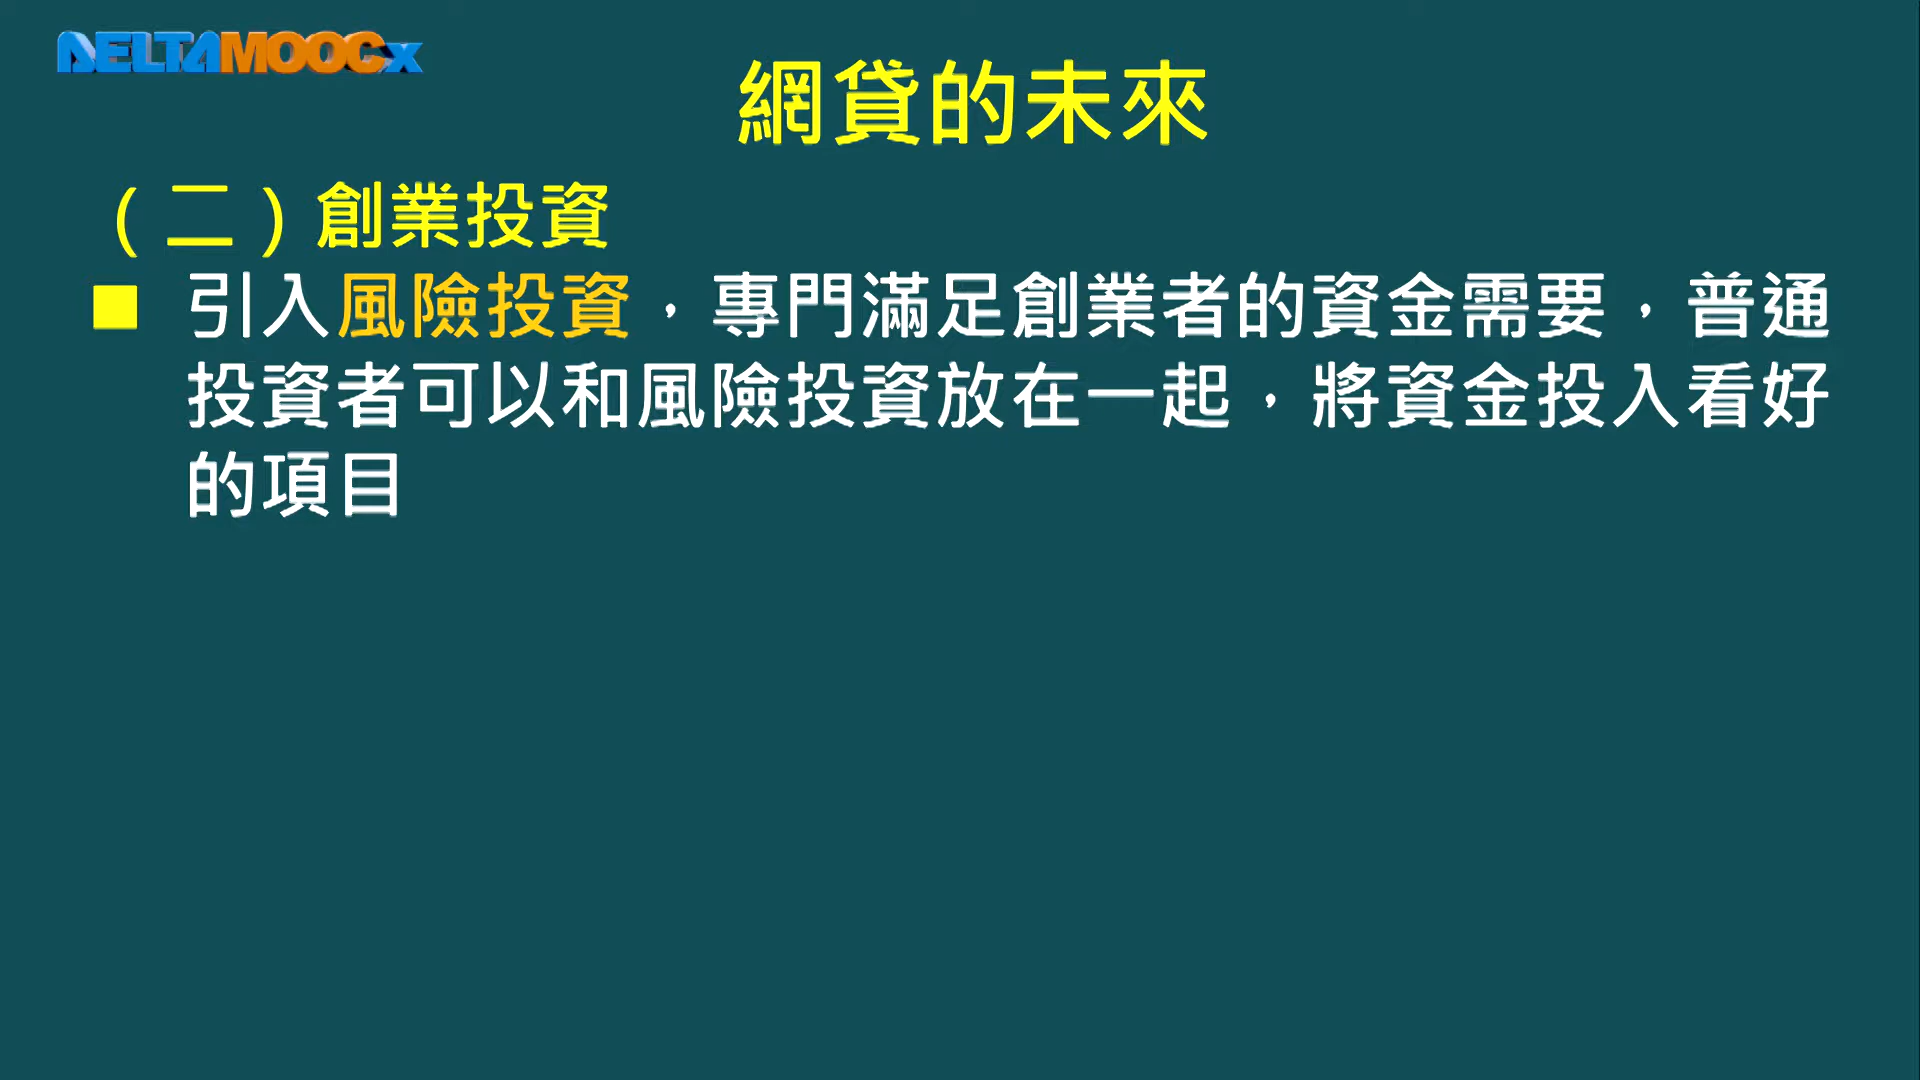 DELTAMOOCx
網貸的未來
（二）創業投資
■ 引入風險投資，專門滿足創業者的資金需要，普通
投資者可以和風險投資放在一起，將資金投入看好
的項目